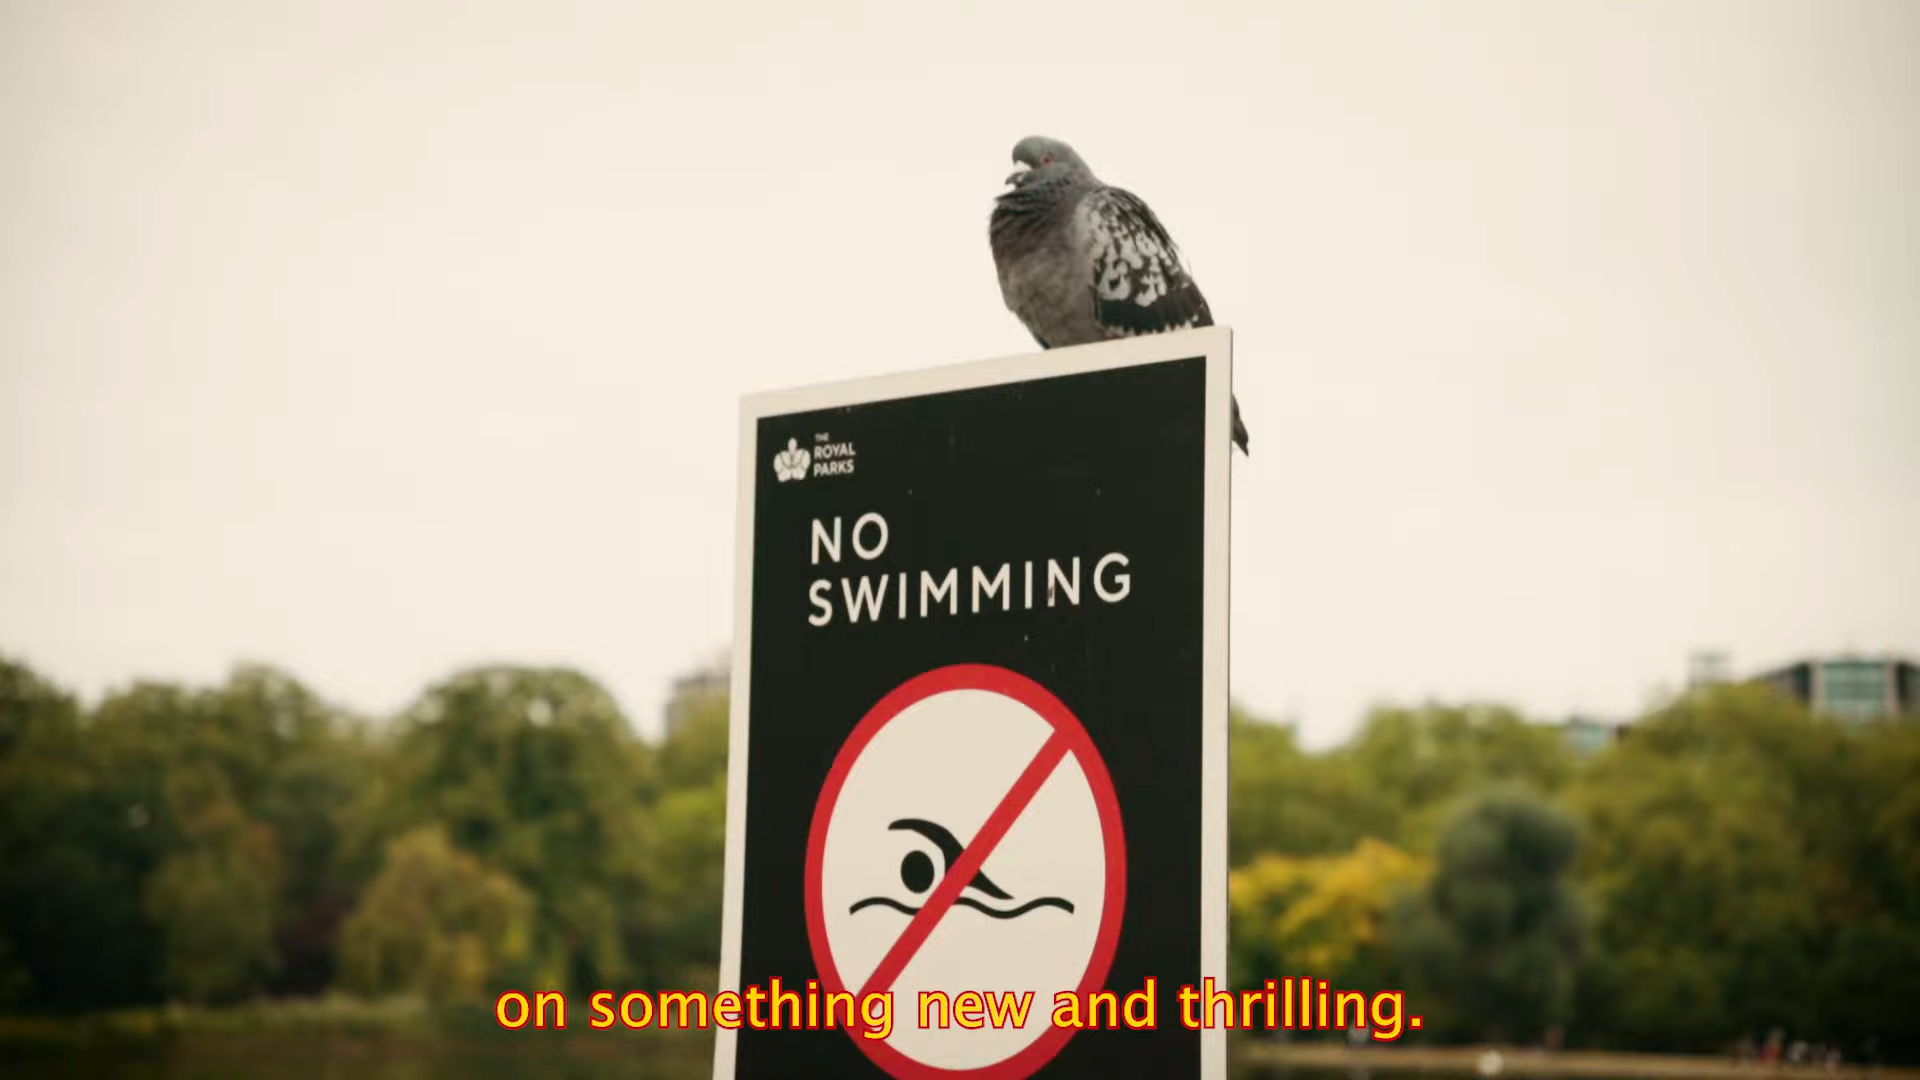 THE
ROYAL
PARKS
NO
SWIMMING
on something new and thrilling.